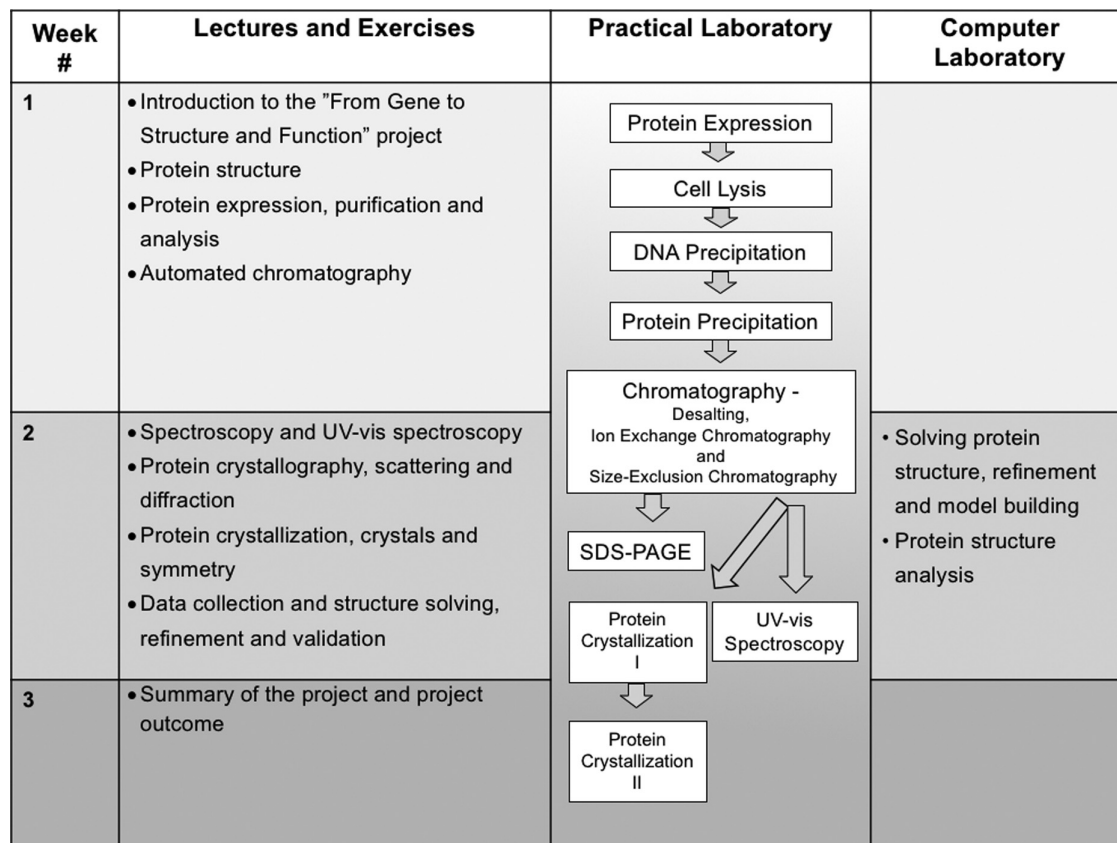 Week
#
Lectures and Exercises
Practical Laboratory
Computer
Laboratory
1
• Introduction to the ”From Gene to
Structure and Function” project
• Protein structure
• Protein expression, purification and
analysis
• Automated chromatography
Protein Expression
Cell Lysis
DNA Precipitation
Protein Precipitation
Chromatography -
Desalting,
Ion Exchange Chromatography
and
Size-Exclusion Chromatography
2
• Spectroscopy and UV-vis spectroscopy
• Protein crystallography, scattering and
diffraction
• Protein crystallization, crystals and
symmetry
• Data collection and structure solving,
refinement and validation
SDS-PAGE
Protein
Crystallization
I
UV-vis
Spectroscopy
• Solving protein
structure, refinement
and model building
• Protein structure
analysis
3
• Summary of the project and project
outcome
Protein
Crystallization
II